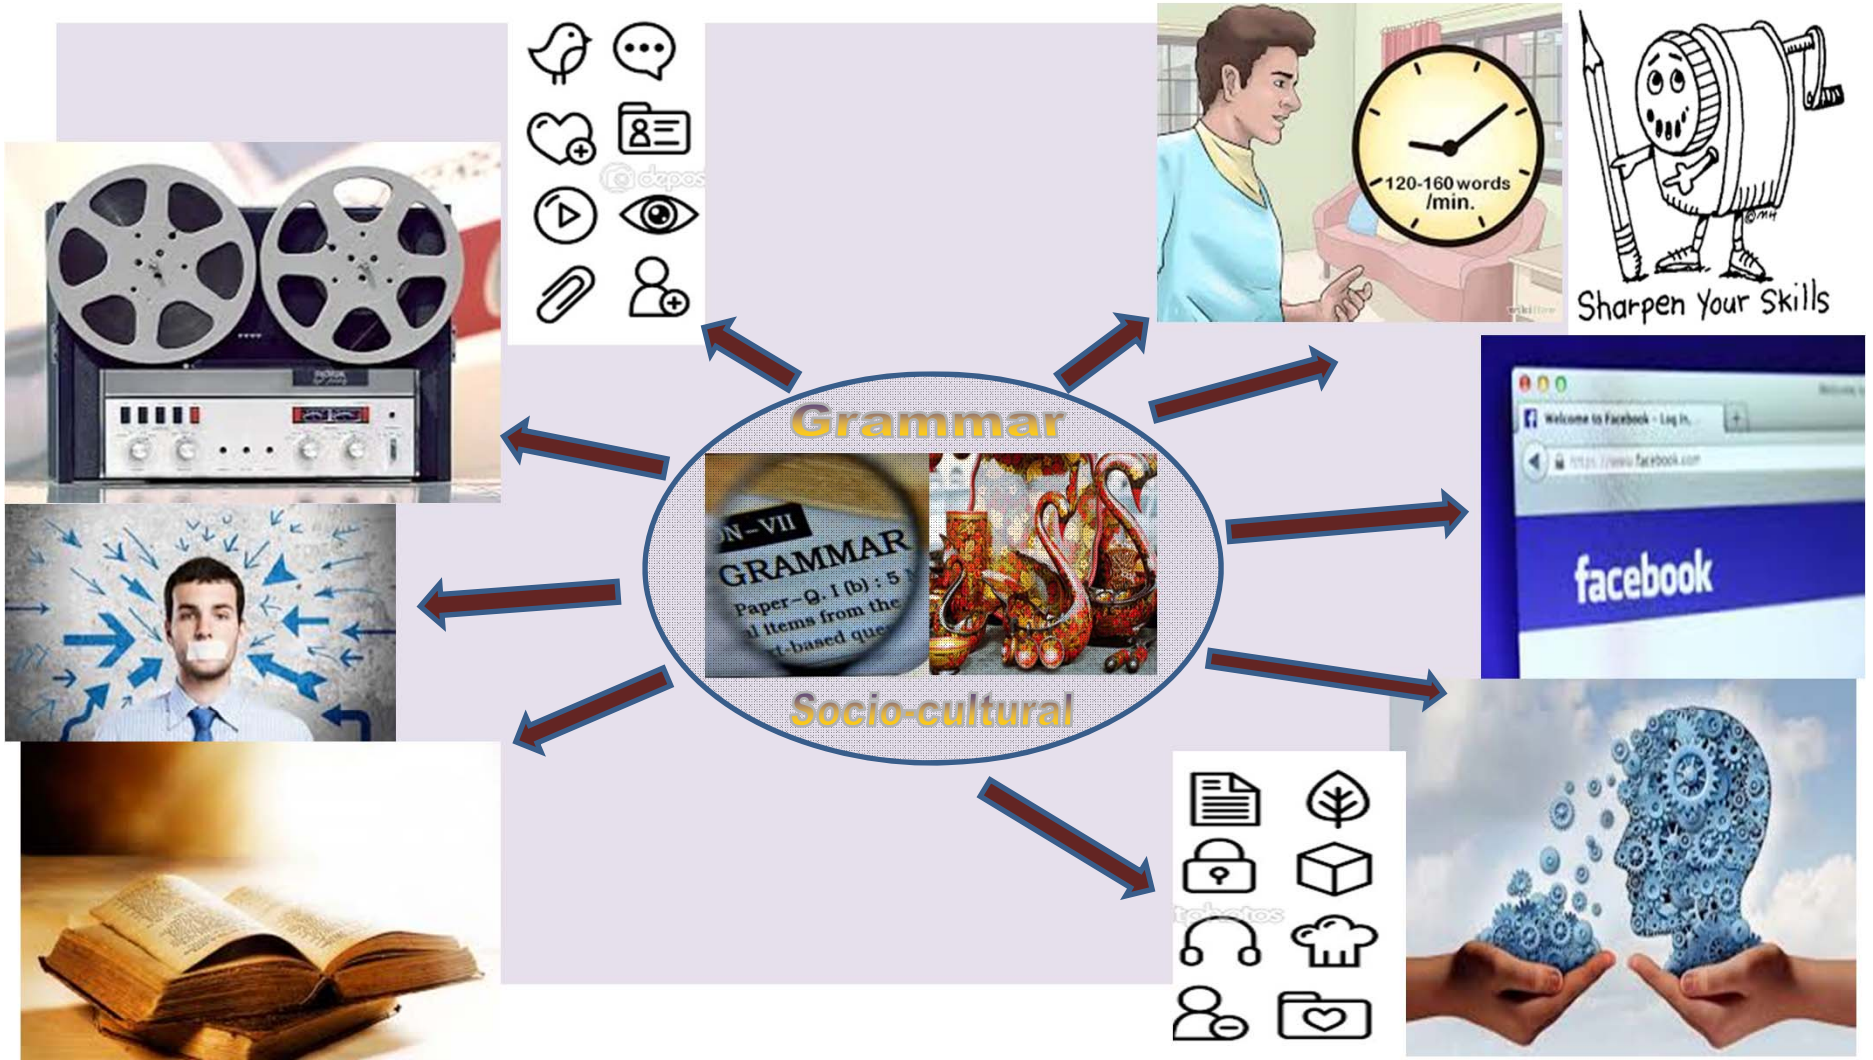 120-160 words
/min.
Sharpen Your Skills
Welcome to Facebook - Log In,
facebook
Grammar
N-VII
GRAMMAR
Paper-Q. I (b) : 5
items from the
-based que
Socio-cultural